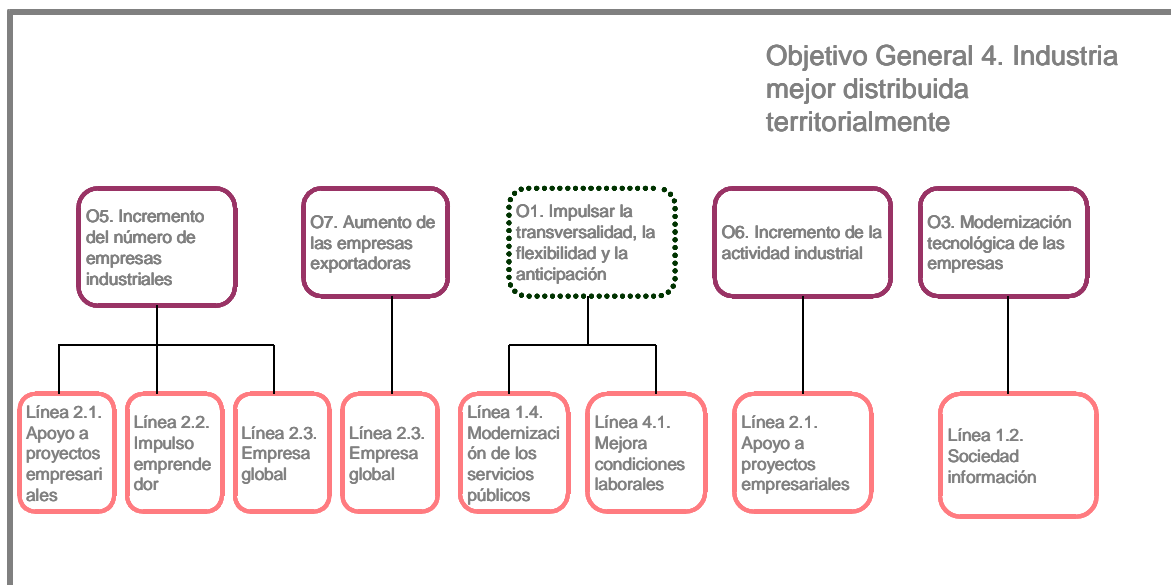 Objetivo General 4. Industria
mejor distribuida
territorialmente
O5. Incremento
del número de
empresas
industriales
O7. Aumento de
las empresas
exportadoras
O1. Impulsar la
transversalidad, la
flexibilidad y la
anticipación
O6. Incremento de la
actividad industrial
O3. Modernización
tecnológica de las
empresas
Línea 2.1.
Apoyo a
proyectos
empresari
ales
Línea 2.2.
Impulso
emprende
dor
Línea 2.3.
Empresa
global
Línea 2.3.
Empresa
global
Línea 1.4.
Modernizaci
ón de los
servicios
públicos
Línea 4.1.
Mejora
condiciones
laborales
Línea 2.1.
Apoyo a
proyectos
empresariales
Línea 1.2.
Sociedad
información